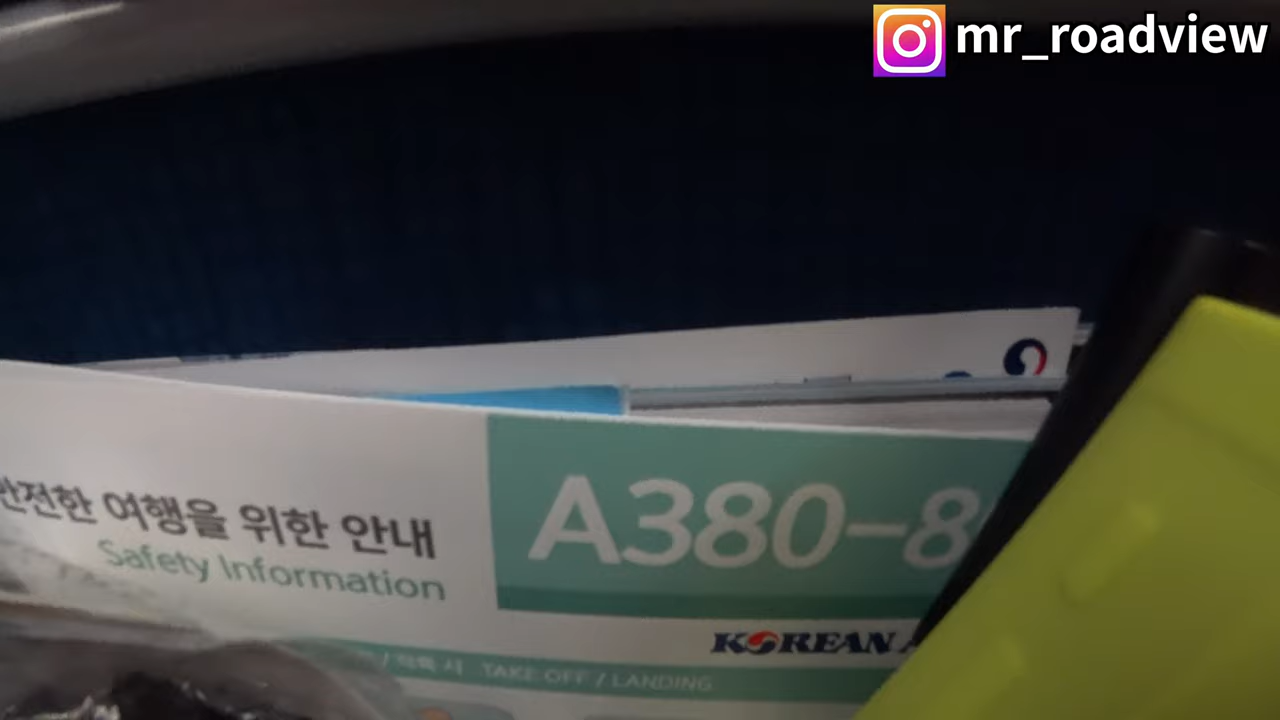 mr_roadview
안전한 여행을 위한 안내
Safety Information
A380-8
KOREAN A
/ 착륙 시 TAKE OFF / LANDING